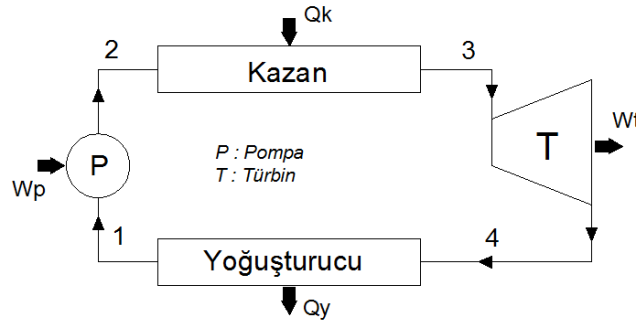 Qk
2
Kazan
3
P
P : Pompa
T : Türbin
T
Wt
Wp
1
Yoğuşturucu
4
Qy